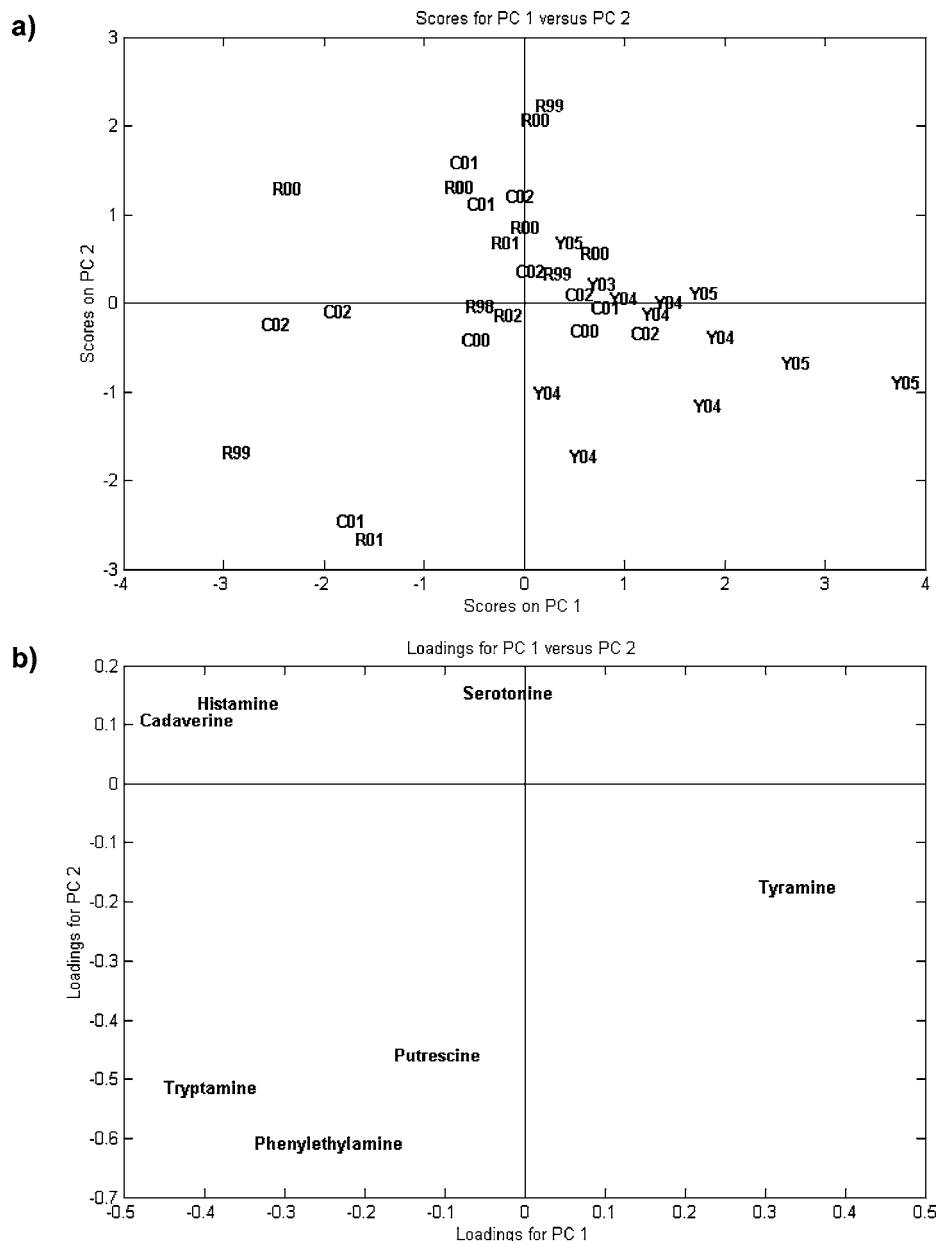 a)
Scores for PC 1 versus PC 2
3
R99
2
R00
C01
R00
R00
C02
C01
1
R00
R01
Y05
R00
C02
R99
Y03
C02
Y04
Y04
Y05
0
R98
C01
C02
R02
Y04
C02
C00
C00
C02
Y04
Y05
Y05
-1
Y04
Y04
R99
Y04
-2
C01
R01
-3
-4
-3
-2
-1
0
1
2
3
4
Scores on PC 1
Scores on PC 2
b)
Loadings for PC 1 versus PC 2
0.2
Serotonine
Histamine
Cadaverine
0.1
0
-0.1
Tyramine
-0.2
-0.3
-0.4
Putrescine
-0.5
Tryptamine
-0.6
Phenylethylamine
-0.7
-0.5
-0.4
-0.3
-0.2
-0.1
0
0.1
0.2
0.3
0.4
0.5
Loadings for PC 1
Loadings for PC 2